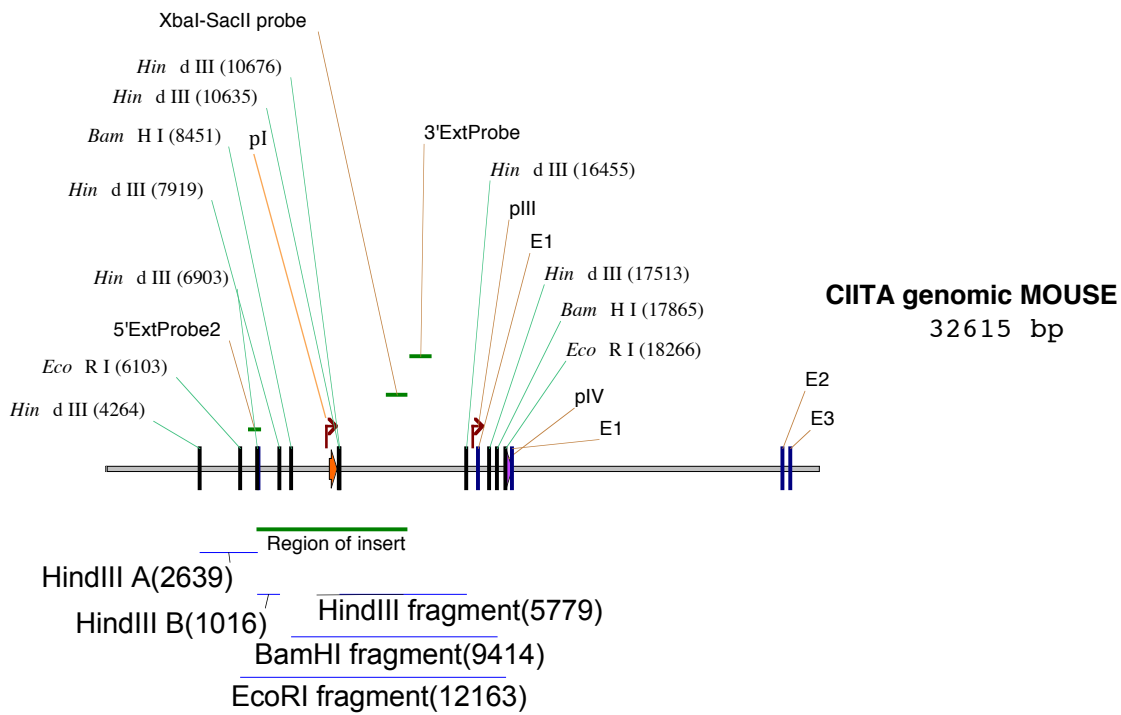 XbaI-SacII probe
Hin d III (10676)
Hin d III (10635)
Bam H I (8451)
pI
3'ExtProbe
Hin d III (7919)
Hin d III (16455)
pIII
E1
Hin d III (6903)
Hin d III (17513)
Bam H I (17865)
CIITA genomic MOUSE
32615 bp
5'ExtProbe2
Eco R I (6103)
Eco R I (18266)
Hin d III (4264)
pIV
E1
E2
E3
Region of insert
HindIII A(2639)
HindIII B(1016)
HindIII fragment(5779)
BamHI fragment(9414)
EcoRI fragment(12163)